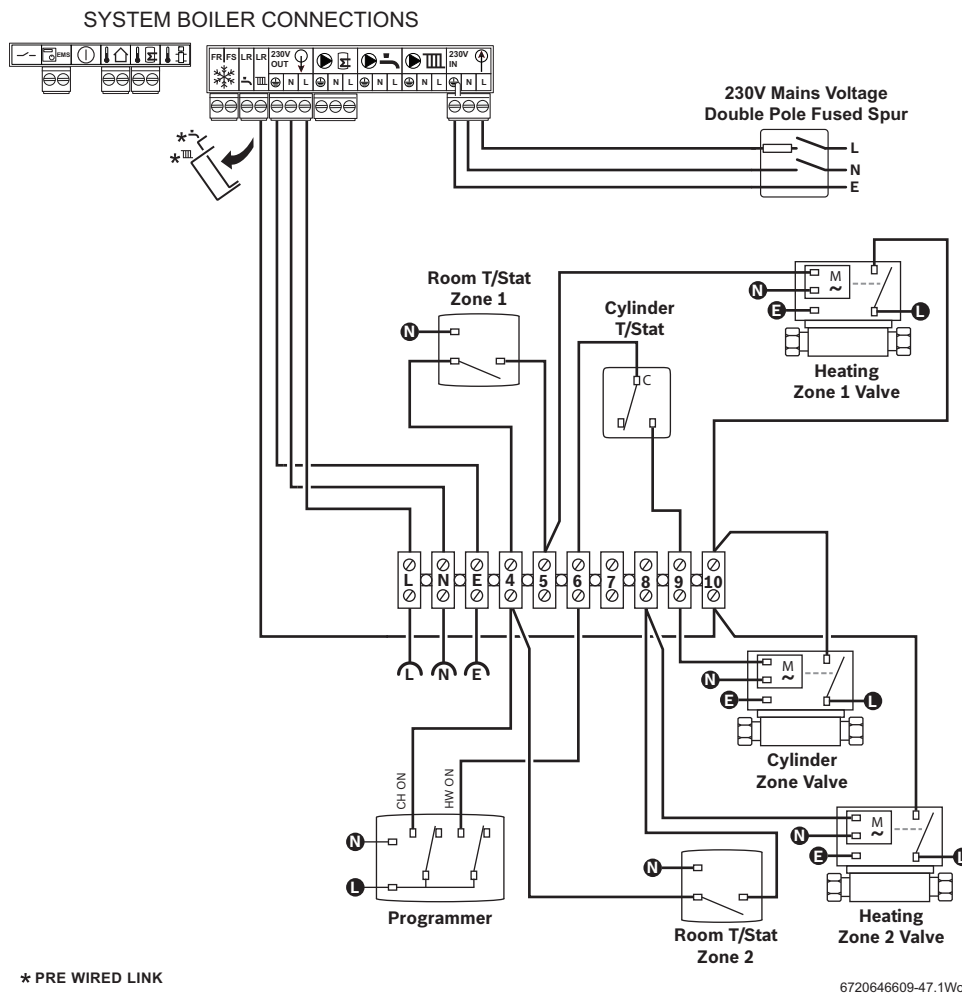 SYSTEM BOILER CONNECTIONS
EMS
FR FS LR LR 230V OUT 230V IN
N L N L N L N L N L
230V Mains Voltage
Double Pole Fused Spur
L
N
E
Room T/Stat
Zone 1
N
Cylinder
T/Stat
C
M
~
N
E
L
Heating
Zone 1 Valve
L N E 4 5 6 7 8 9 10
L N E
M
~
N
E
L
Cylinder
Zone Valve
CH ON
HW ON
N
L
Programmer
N
Room T/Stat
Zone 2
M
~
N
E
L
Heating
Zone 2 Valve
* PRE WIRED LINK
6720646609-47.1Wo